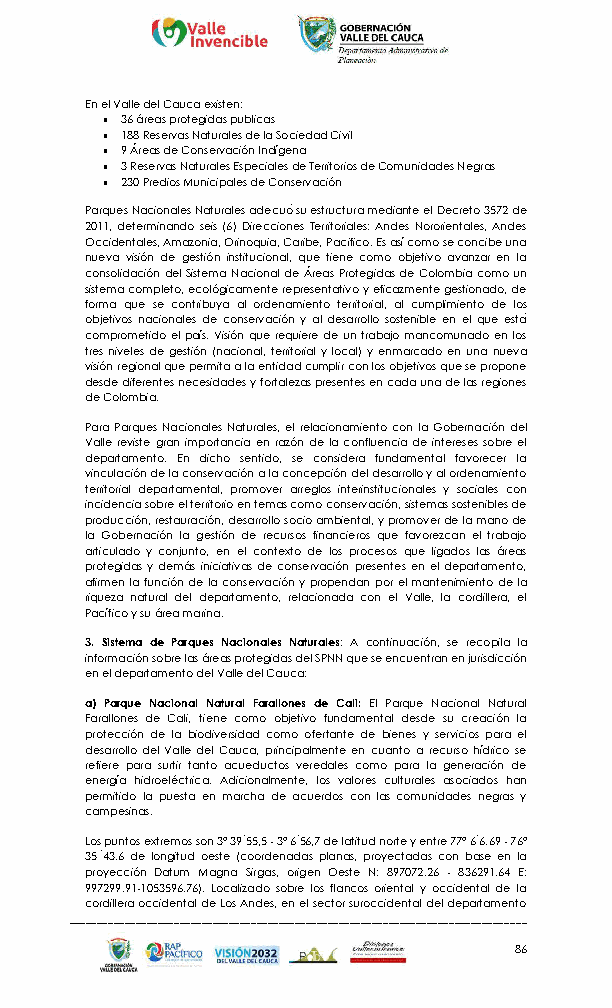 Valle
Invencible
GOBERNACIÓN
VALLE DEL CAUCA
Departamento Administrativo de
Planeación
En el Valle del Cauca existen:
• 36 áreas protegidas publicas
• 188 Reservas Naturales de la Sociedad Civil
• 9 Áreas de Conservación Indígena
• 3 Reservas Naturales Especiales de Territorios de Comunidades Negras
• 230 Predios Municipales de Conservación
Parques Nacionales Naturales adecuó su estructura mediante el Decreto 3572 de
2011, determinando seis (6) Direcciones Territoriales: Andes Nororientales, Andes
Occidentales, Amazonia, Orinoquia, Caribe, Pacífico. Es así como se concibe una
nueva visión de gestión institucional, que tiene como objetivo avanzar en la
consolidación del Sistema Nacional de Áreas Protegidas de Colombia como un
sistema completo, ecológicamente representativo y eficazmente gestionado, de
forma que se contribuya al ordenamiento territorial, al cumplimiento de los
objetivos nacionales de conservación y al desarrollo sostenible en el que está
comprometido el país. Visión que requiere de un trabajo mancomunado en los
tres niveles de gestión (nacional, territorial y local) y enmarcado en una nueva
visión regional que permita a la entidad cumplir con los objetivos que se propone
desde diferentes necesidades y fortalezas presentes en cada una de las regiones
de Colombia.
Para Parques Nacionales Naturales, el relacionamiento con la Gobernación del
Valle reviste gran importancia en razón de la confluencia de intereses sobre el
departamento. En dicho sentido, se considera fundamental favorecer la
vinculación de la conservación a la concepción del desarrollo y al ordenamiento
territorial departamental, promover arreglos interinstitucionales y sociales con
incidencia sobre el territorio en temas como conservación, sistemas sostenibles de
producción, restauración, desarrollo socio ambiental, y promover de la mano de
la Gobernación la gestión de recursos financieros que favorezcan el trabajo
articulado y conjunto, en el contexto de los procesos que ligados las áreas
protegidas y demás iniciativas de conservación presentes en el departamento,
afirmen la función de la conservación y propendan por el mantenimiento de la
riqueza natural del departamento, relacionada con el Valle, la cordillera, el
Pacífico y su área marina.
3. Sistema de Parques Nacionales Naturales: A continuación, se recopila la
información sobre las áreas protegidas del SPNN que se encuentran en jurisdicción
en el departamento del Valle del Cauca:
a) Parque Nacional Natural Farallones de Cali: El Parque Nacional Natural
Farallones de Cali, tiene como objetivo fundamental desde su creación la
protección de la biodiversidad como ofertante de bienes y servicios para el
desarrollo del Valle del Cauca, principalmente en cuanto a recurso hídrico se
refiere para surtir tanto acueductos veredales como para la generación de
energía hidroeléctrica. Adicionalmente, los valores culturales asociados han
permitido la puesta en marcha de acuerdos con las comunidades negras y
campesinas.
Los puntos extremos son 3° 39´55,5 - 3° 6´56,7 de latitud norte y entre 77° 6´6.69 - 76°
35´43.6 de longitud oeste (coordenadas planas, proyectadas con base en la
proyección Datum Magna Sirgas, origen Oeste N: 897072.26 - 836291.64 E:
997299.91-1053596.76). Localizado sobre los flancos oriental y occidental de la
cordillera occidental de Los Andes, en el sector suroccidental del departamento
GOBERNACIÓN
VALLE DEL CAUCA
RAP
PACÍFICO
VISIÓN2032
DEL VALLE DEL CAUCA
86